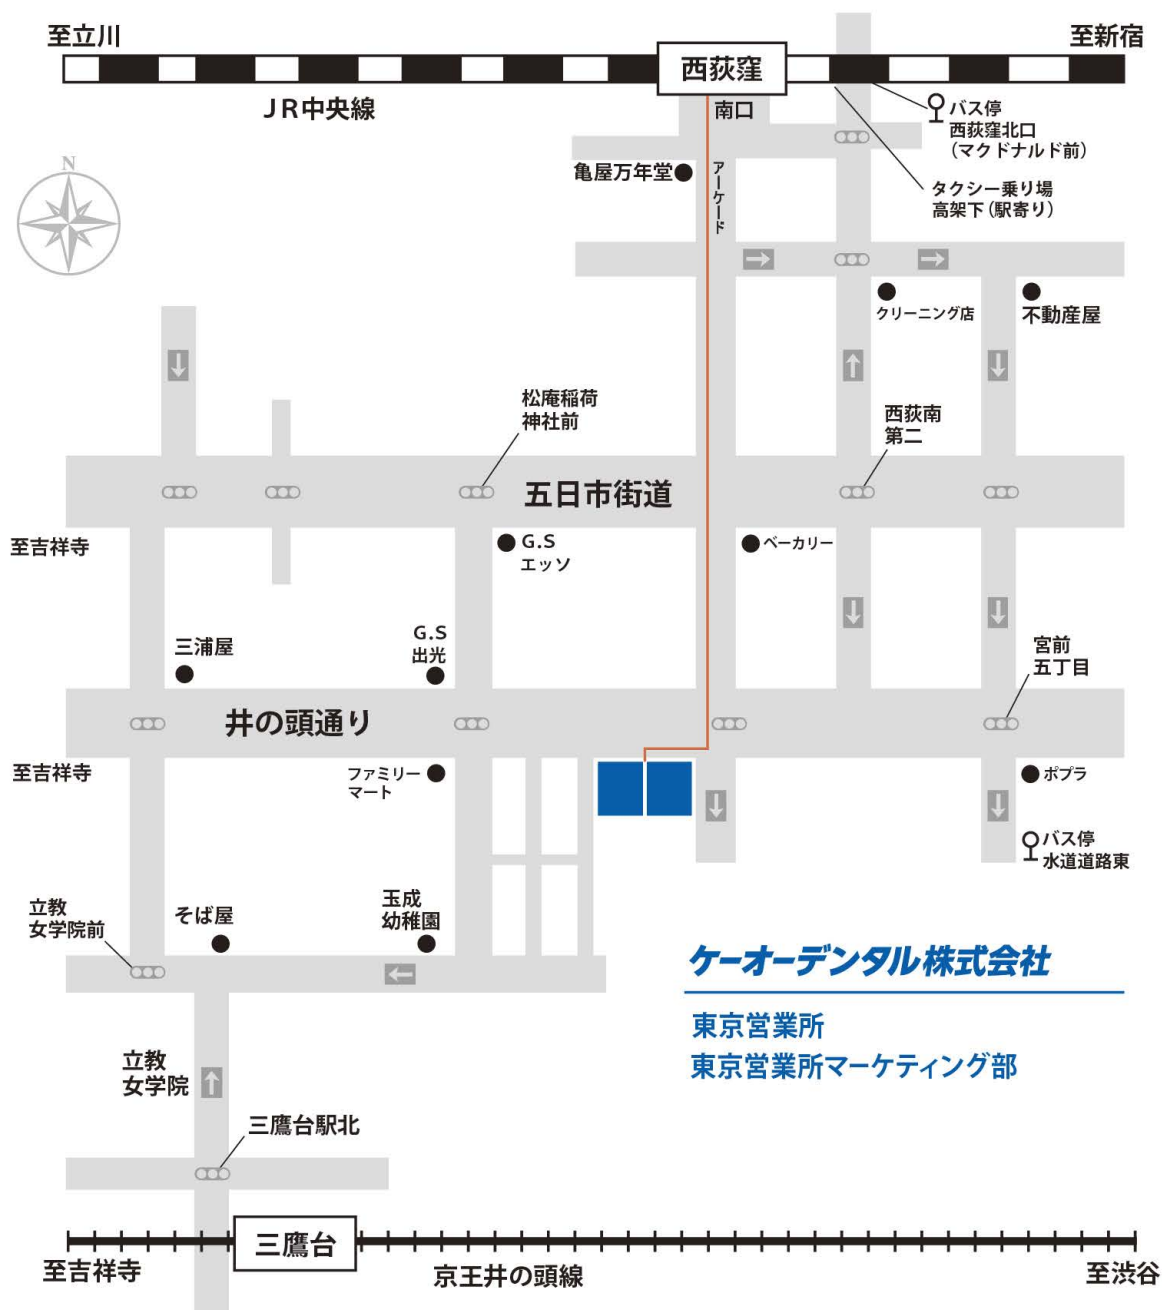 至立川
至新宿
西荻窪
JR中央線
南口
バス停
西荻窪北口
(マクドナルド前)
N
亀屋万年堂
アーケード
タクシー乗り場
高架下(駅寄り)
クリーニング店
不動産屋
松庵稲荷
神社前
西荻南
第二
五日市街道
至吉祥寺
G.S
エッソ
ベーカリー
三浦屋
G.S
出光
宮前
五丁目
井の頭通り
至吉祥寺
ファミリー
マート
ポプラ
バス停
水道道路東
立教
女学院前
そば屋
玉成
幼稚園
ケーオーデンタル株式会社
東京営業所
東京営業所マーケティング部
立教
女学院
三鷹台駅北
三鷹台
至吉祥寺
京王井の頭線
至渋谷